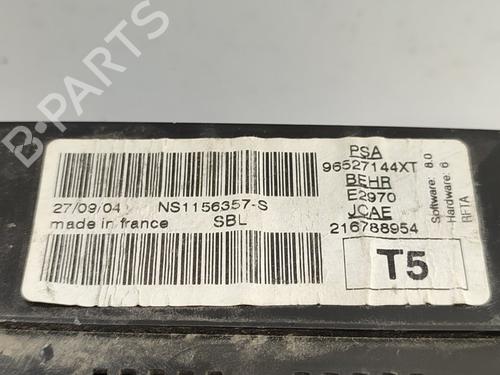 B-PARTS
27/09/04 NS1156357-S
made in france SBL
PSA
96527144XT
BEHR
E2970
JCAE
216788954
T5
Software: 8.0
Hardware: 6
RFTA